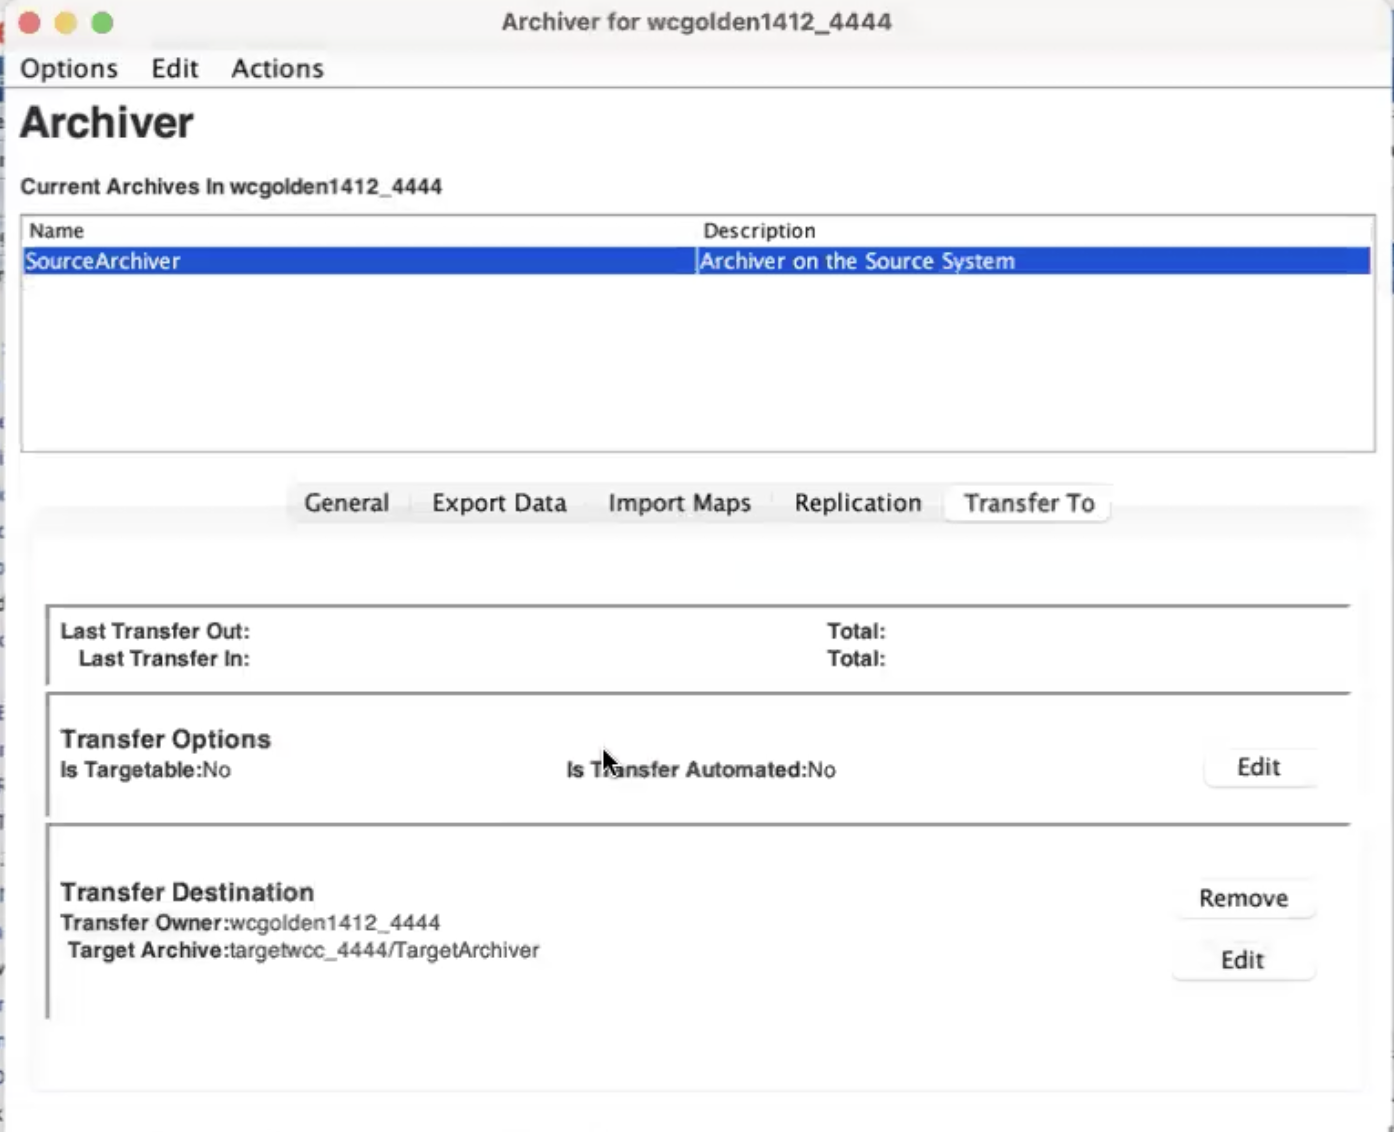 Archiver for wcgolden1412_4444
Options Edit Actions
Archiver
Current Archives In wcgolden1412_4444
Name Description
SourceArchiver Archiver on the Source System
General Export Data Import Maps Replication Transfer To
Last Transfer Out: Total:
Last Transfer In: Total:
Transfer Options
Is Targetable:No Is Transfer Automated:No Edit
Transfer Destination
Remove
Transfer Owner:wcgolden1412_4444
Target Archive:targetwcc_4444/TargetArchiver
Edit